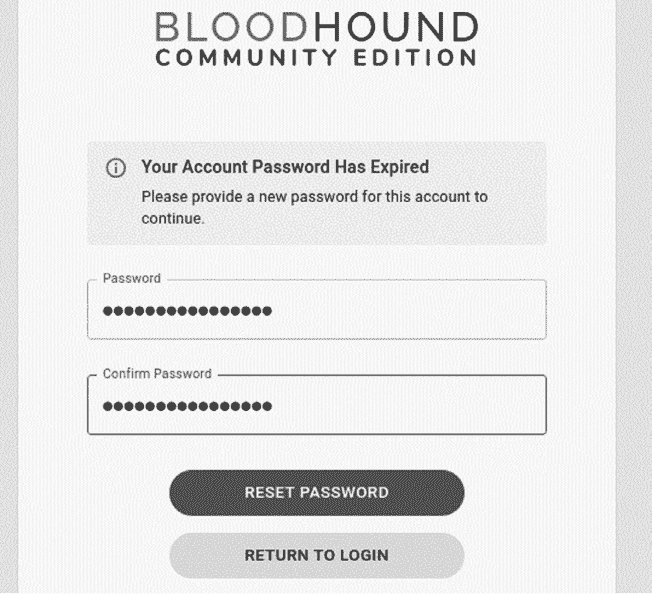 BLOODHOUND
COMMUNITY EDITION
Your Account Password Has Expired
Please provide a new password for this account to
continue.
Password
••••••••••••••••
Confirm Password
••••••••••••••••
RESET PASSWORD
RETURN TO LOGIN